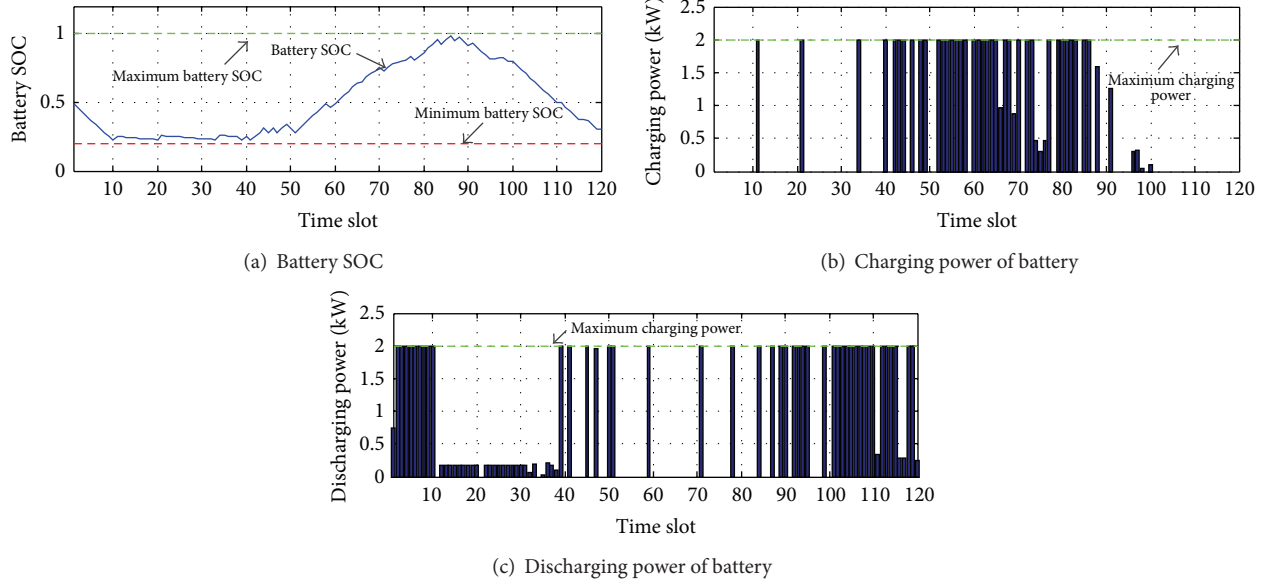 Battery SOC
1
0.5
0
Maximum battery SOC
Battery SOC
Minimum battery SOC
10 20 30 40 50 60 70 80 90 100 110 120
Time slot
(a) Battery SOC
Charging power (kW)
2.5
2
1.5
1
0.5
0
Maximum charging
power
10 20 30 40 50 60 70 80 90 100 110 120
Time slot
(b) Charging power of battery
Discharging power (kW)
2.5
2
1.5
1
0.5
0
Maximum charging power
10 20 30 40 50 60 70 80 90 100 110 120
Time slot
(c) Discharging power of battery